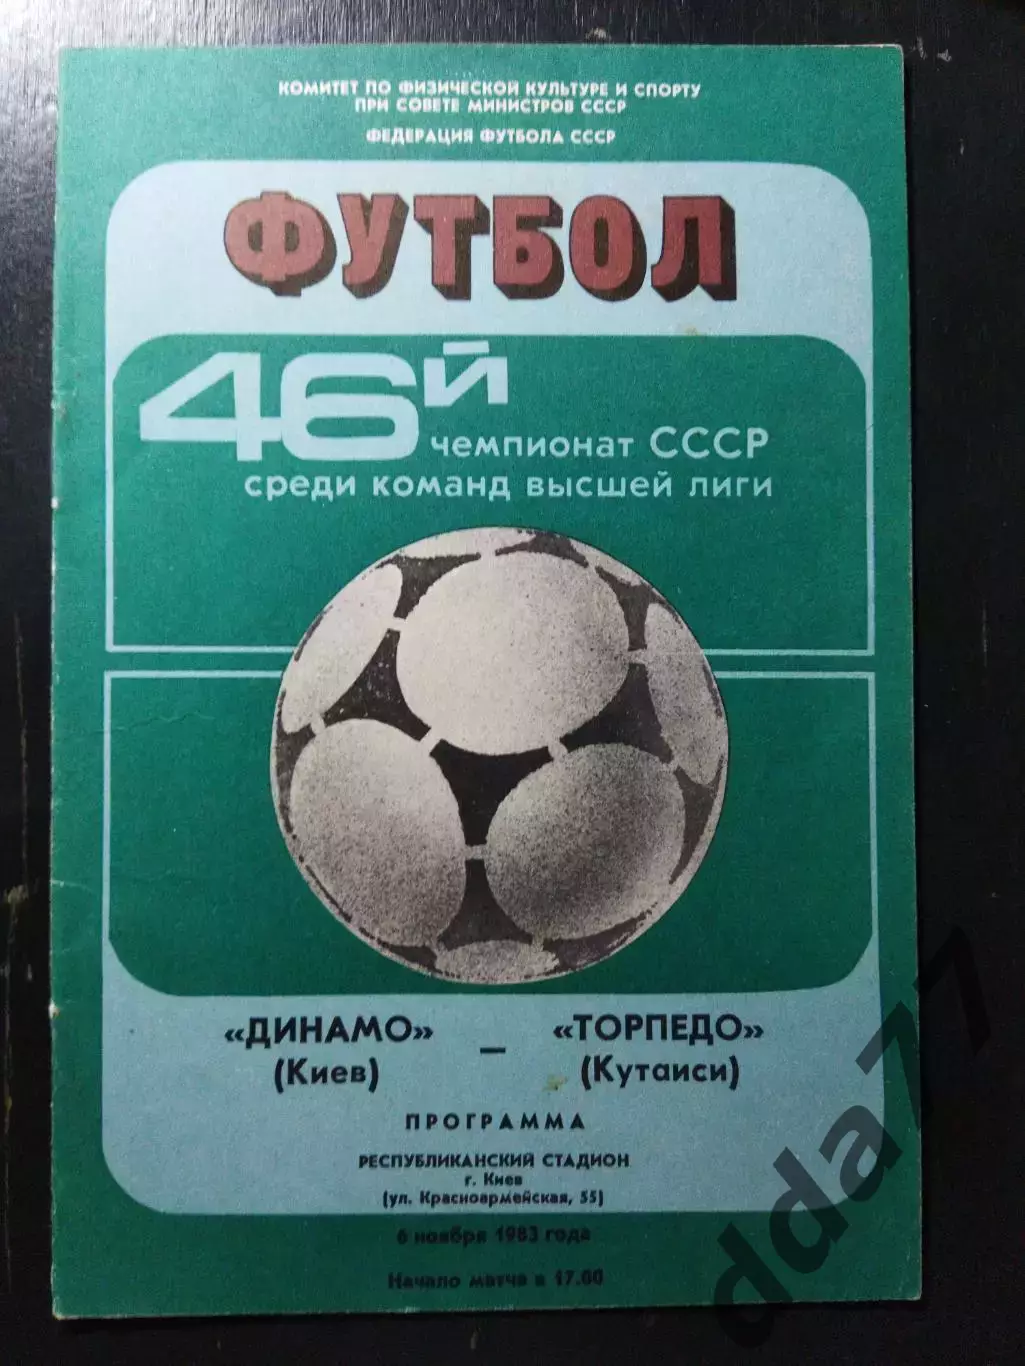 КОМИТЕТ ПО ФИЗИЧЕСКОЙ КУЛЬТУРЕ И СПОРТУ
ПРИ СОВЕТЕ МИНИСТРОВ СССР
ФЕДЕРАЦИЯ ФУТБОЛА СССР
ФУТБОЛ
46й
чемпионат СССР
среди команд высшей лиги
«ДИНАМО» – «ТОРПЕДО»
(Киев) (Кутаиси)
ПРОГРАММА
РЕСПУБЛИКАНСКИЙ СТАДИОН
г. Киев
(ул. Красноармейская, 55)
6 ноября 1983 года
Начало матча в 17.00
dda77